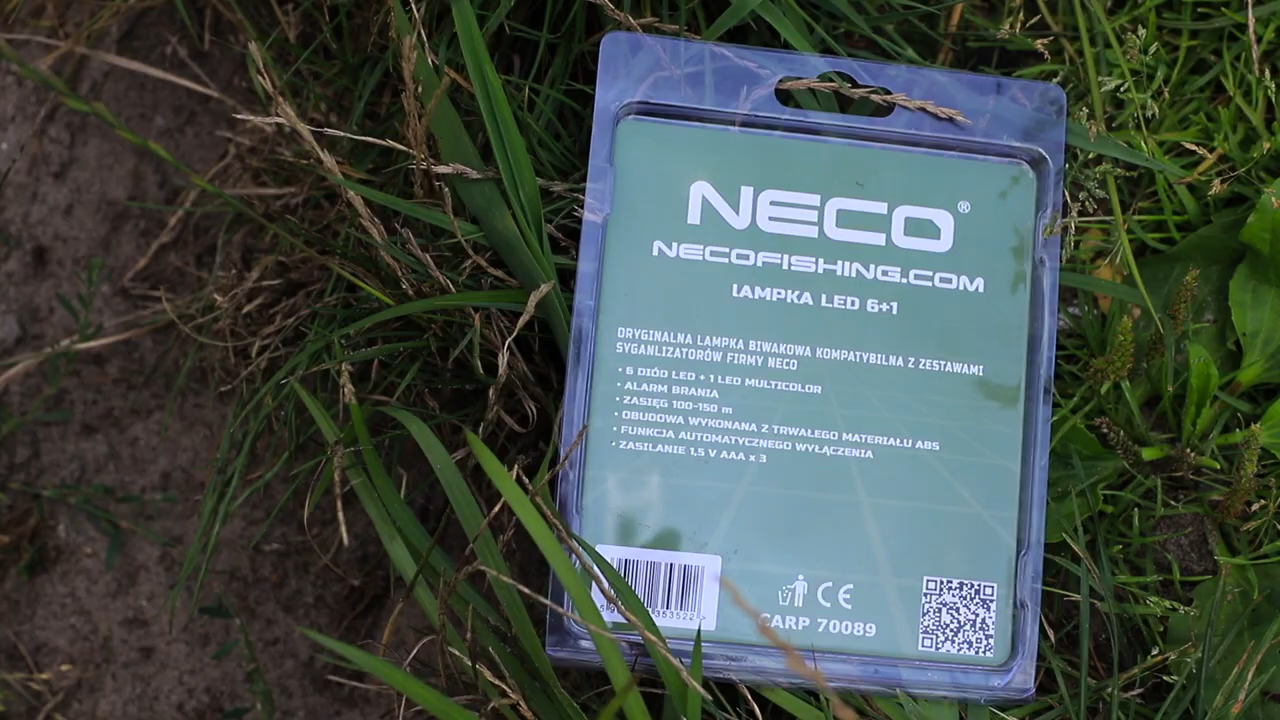 NECO®
NECOFISHING.COM
LAMPKA LED 6+1
ORYGINALNA LAMPKA BIWAKOWA KOMPATYBILNA Z ZESTAWAMI
SYGANLIZATORÓW FIRMY NECO
• 6 DIÓD LED + 1 LED MULTICOLOR
• ALARM BRANIA
• ZASIĘG 100-150 m
• OBUDOWA WYKONANA Z TRWAŁEGO MATERIAŁU ABS
• FUNKCJA AUTOMATYCZNEGO WYŁĄCZENIA
• ZASILANIE 1,5 V AAA x 3
CE
CARP 70089